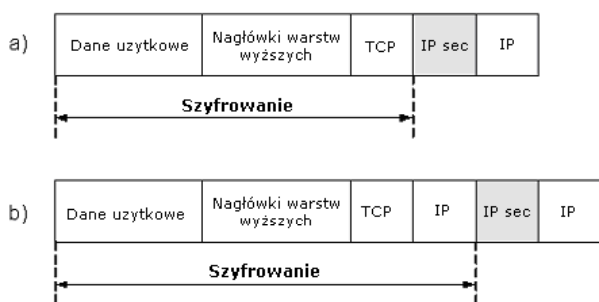 a)
Dane uzytkowe
Nagłówki warstw
wyższych
TCP
IP sec
IP
Szyfrowanie
b)
Dane uzytkowe
Nagłówki warstw
wyższych
TCP
IP
IP sec
IP
Szyfrowanie